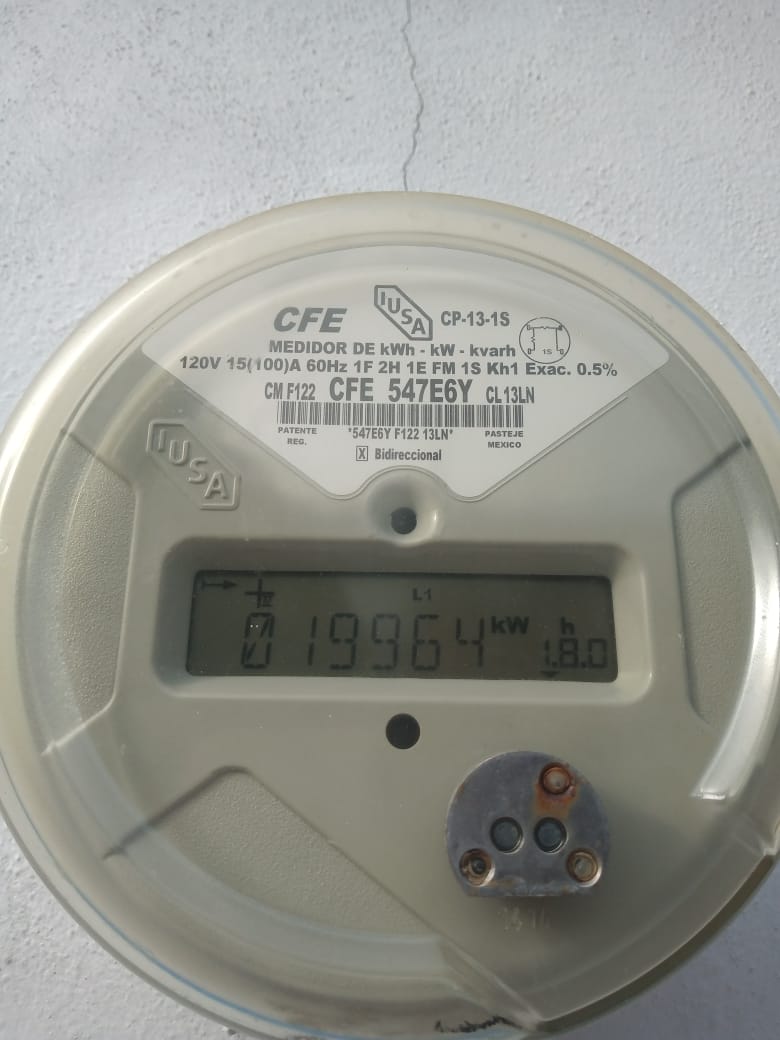 CFE IUSA CP-13-1S
1S
MEDIDOR DE kWh - kW - kvarh
120V 15(100)A 60Hz 1F 2H 1E FM 1S Kh1 Exac. 0.5%
CM F122 CFE 547E6Y CL 13LN
PATENTE REG. *547E6Y F122 13LN* PASTEJE MEXICO
X Bidireccional
IUSA
L1
019964 kW h 1.8.0